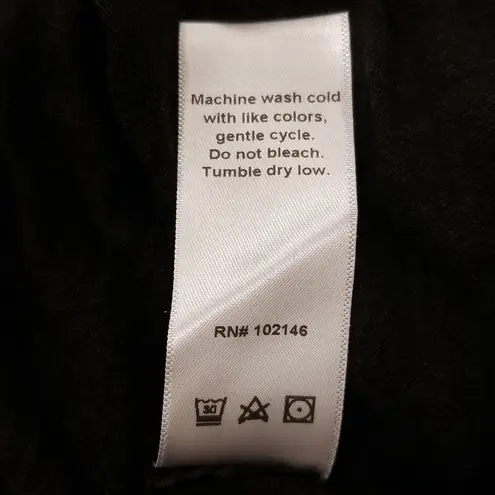 Machine wash cold
with like colors,
gentle cycle.
Do not bleach.
Tumble dry low.
RN# 102146
30